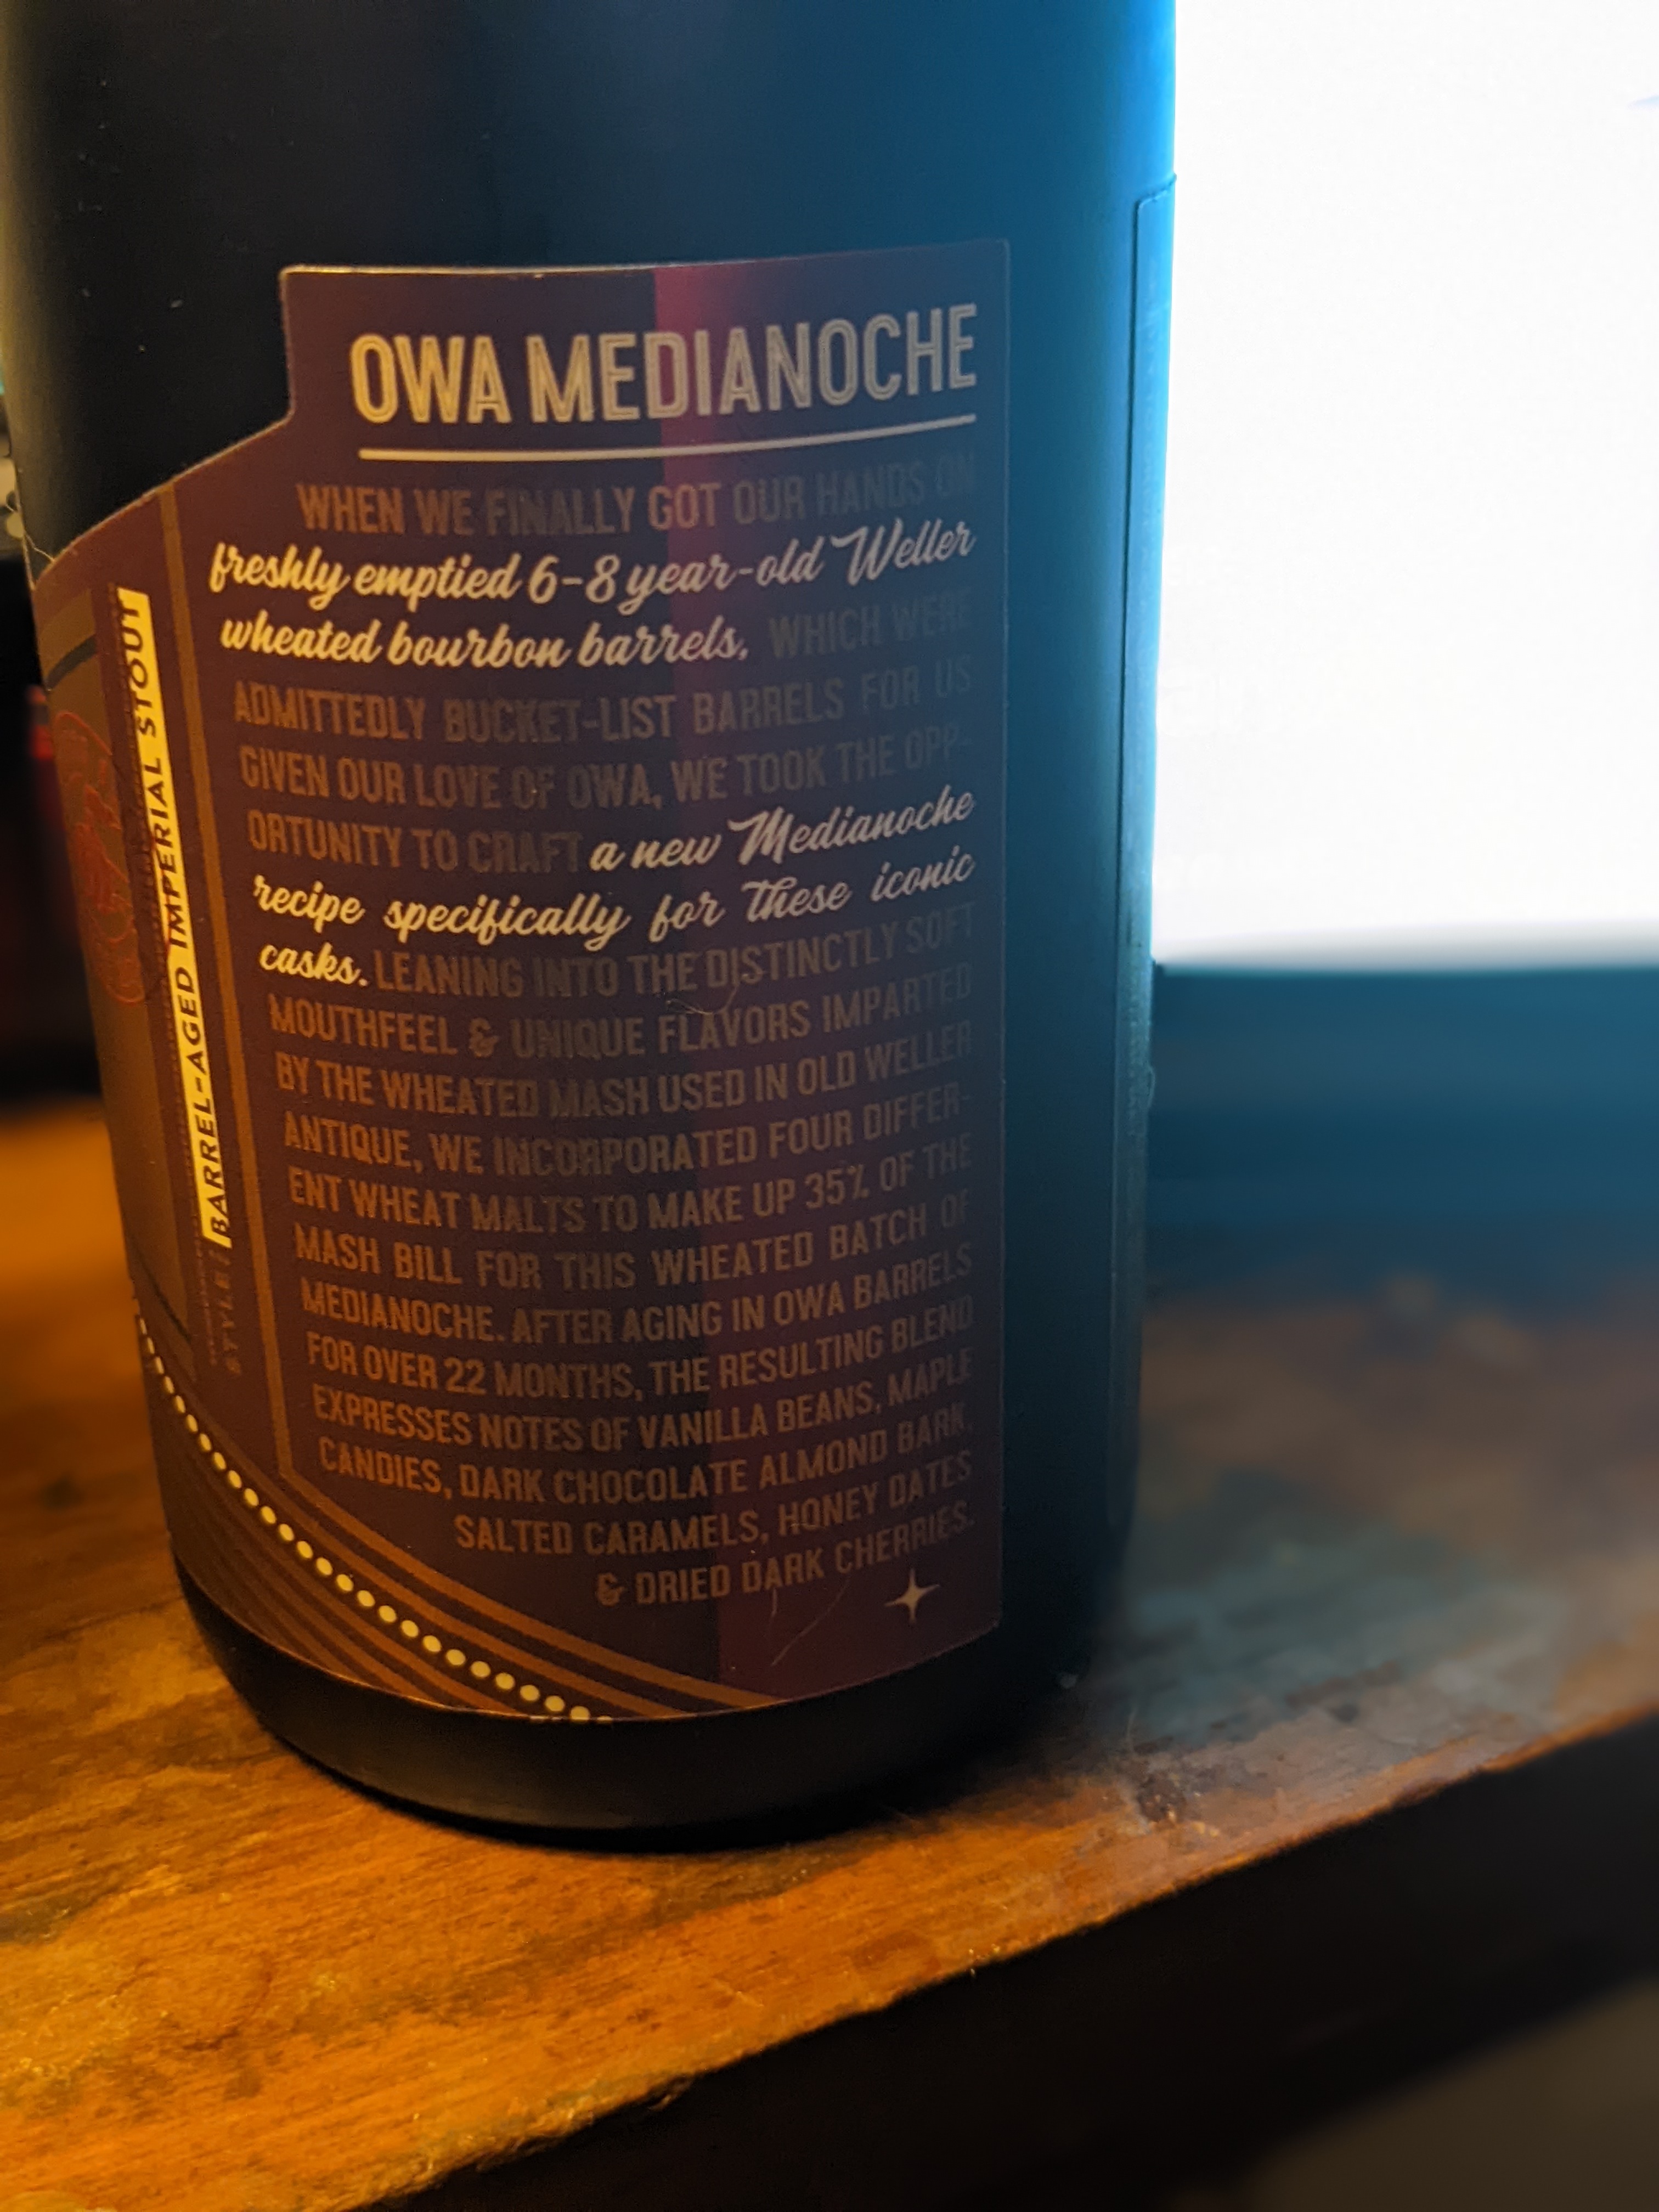 OWA MEDIANOCHE
WHEN WE FINALLY GOT OUR HANDS ON
freshly emptied 6-8 year-old Weller
wheated bourbon barrels, WHICH WERE
ADMITTEDLY BUCKET-LIST BARRELS FOR US
GIVEN OUR LOVE OF OWA, WE TOOK THE OPP-
ORTUNITY TO CRAFT a new Medianoche
recipe specifically for these iconic
casks. LEANING INTO THE DISTINCTLY SOFT
MOUTHFEEL & UNIQUE FLAVORS IMPARTED
BY THE WHEATED MASH USED IN OLD WELLER
ANTIQUE, WE INCORPORATED FOUR DIFFER-
ENT WHEAT MALTS TO MAKE UP 35% OF THE
MASH BILL FOR THIS WHEATED BATCH OF
MEDIANOCHE. AFTER AGING IN OWA BARRELS
FOR OVER 22 MONTHS, THE RESULTING BLEND
EXPRESSES NOTES OF VANILLA BEANS, MAPLE
CANDIES, DARK CHOCOLATE ALMOND BARK,
SALTED CARAMELS, HONEY DATES
& DRIED DARK CHERRIES.
STYLE: BARREL-AGED IMPERIAL STOUT